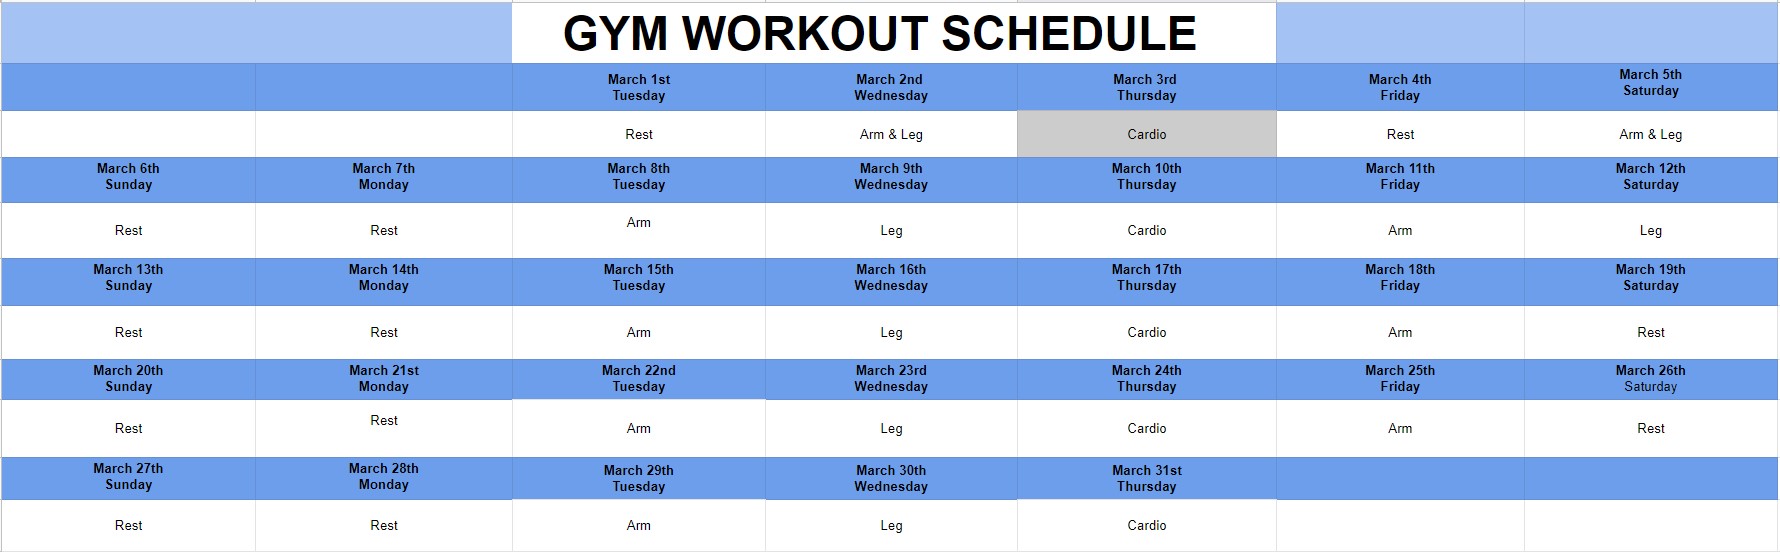 GYM WORKOUT SCHEDULE
March 1st March 2nd March 3rd March 4th March 5th
Tuesday Wednesday Thursday Friday Saturday
Rest Arm & Leg Cardio Rest Arm & Leg
March 6th March 7th March 8th March 9th March 10th March 11th March 12th
Sunday Monday Tuesday Wednesday Thursday Friday Saturday
Rest Rest Arm Leg Cardio Arm Leg
March 13th March 14th March 15th March 16th March 17th March 18th March 19th
Sunday Monday Tuesday Wednesday Thursday Friday Saturday
Rest Rest Arm Leg Cardio Arm Rest
March 20th March 21st March 22nd March 23rd March 24th March 25th March 26th
Sunday Monday Tuesday Wednesday Thursday Friday Saturday
Rest Rest Arm Leg Cardio Arm Rest
March 27th March 28th March 29th March 30th March 31st
Sunday Monday Tuesday Wednesday Thursday
Rest Rest Arm Leg Cardio